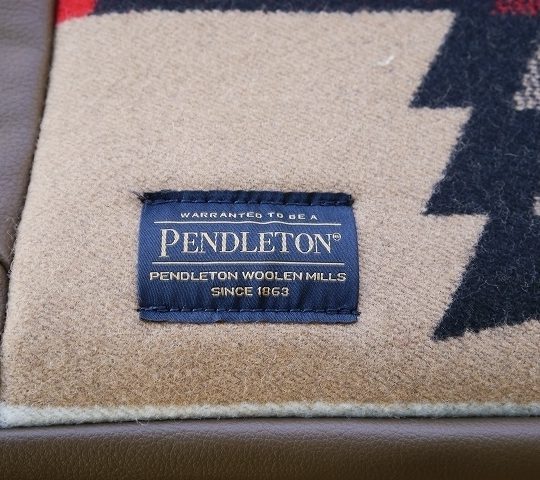 WARRANTED TO BE A
PENDLETON®
PENDLETON WOOLEN MILLS
SINCE 1863